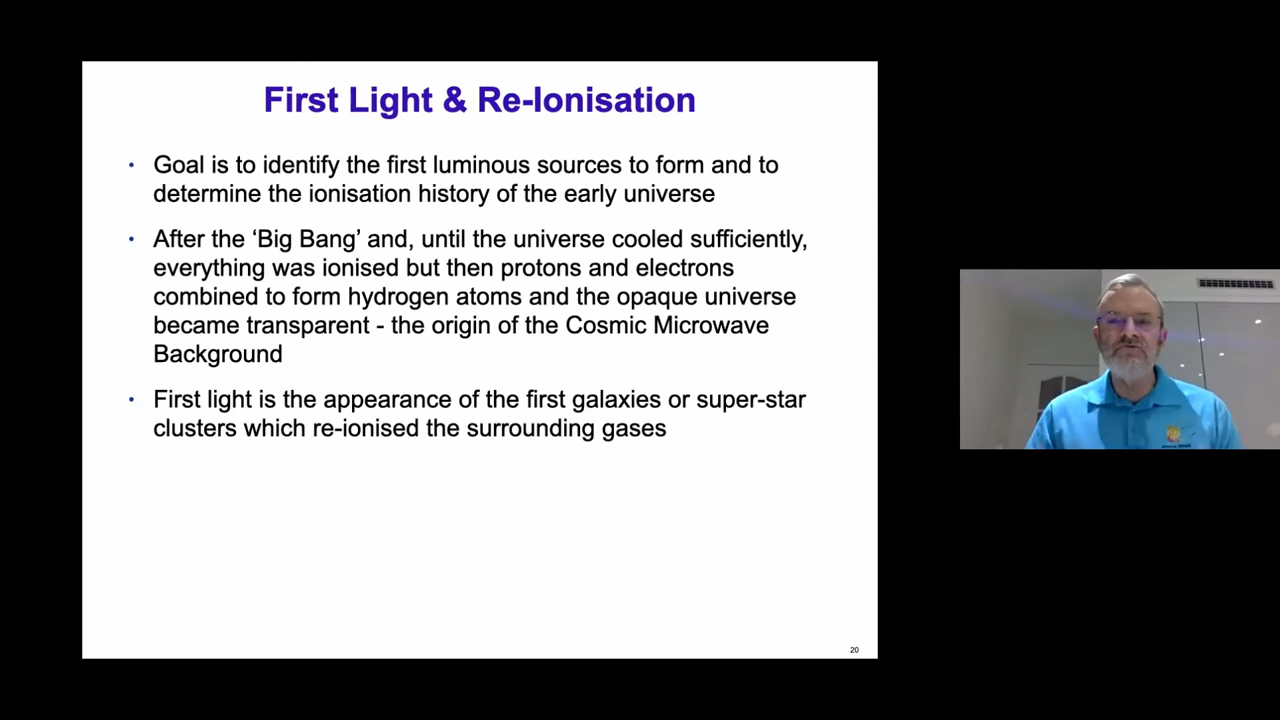 First Light & Re-Ionisation
• Goal is to identify the first luminous sources to form and to
determine the ionisation history of the early universe
• After the ‘Big Bang’ and, until the universe cooled sufficiently,
everything was ionised but then protons and electrons
combined to form hydrogen atoms and the opaque universe
became transparent - the origin of the Cosmic Microwave
Background
• First light is the appearance of the first galaxies or super-star
clusters which re-ionised the surrounding gases
20